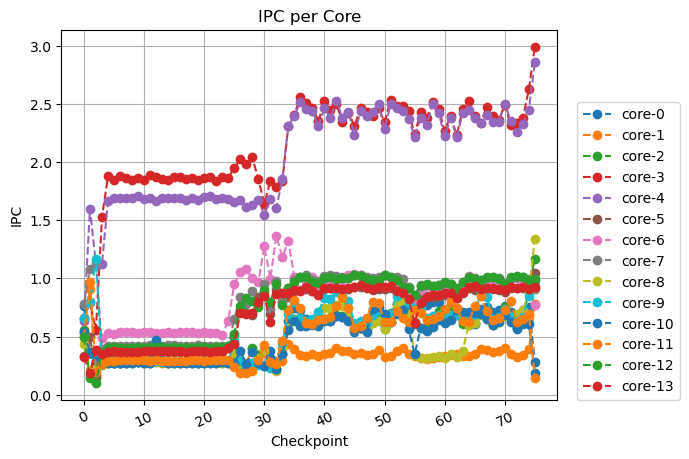 IPC per Core
IPC
3.0
2.5
2.0
1.5
1.0
0.5
0.0
0
10
20
30
40
50
60
70
Checkpoint
core-0
core-1
core-2
core-3
core-4
core-5
core-6
core-7
core-8
core-9
core-10
core-11
core-12
core-13